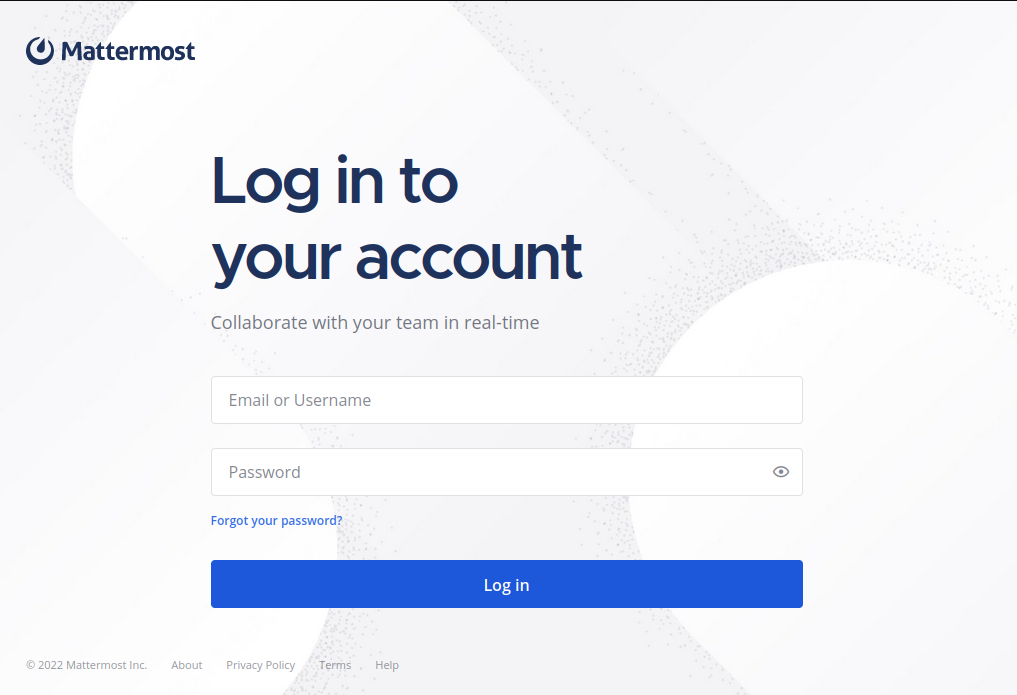 Mattermost
Log in to
your account
Collaborate with your team in real-time
Email or Username
Password
Forgot your password?
Log in
© 2022 Mattermost Inc. About Privacy Policy Terms Help